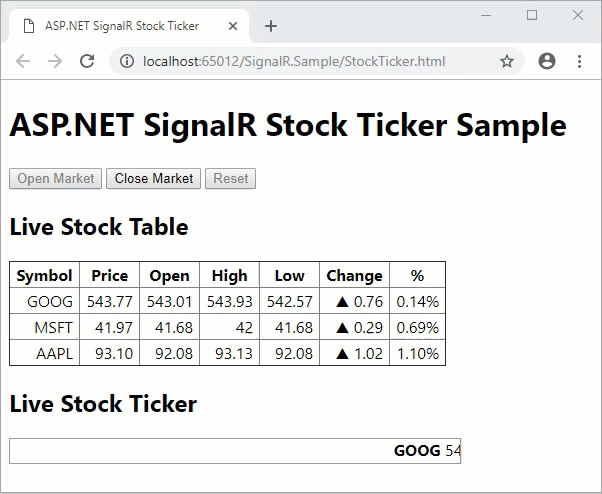 ASP.NET SignalR Stock Ticker
localhost:65012/SignalR.Sample/StockTicker.html
ASP.NET SignalR Stock Ticker Sample
Open Market Close Market Reset
Live Stock Table
Symbol Price Open High Low Change %
GOOG 543.77 543.01 543.93 542.57 ▲ 0.76 0.14%
MSFT 41.97 41.68 42 41.68 ▲ 0.29 0.69%
AAPL 93.10 92.08 93.13 92.08 ▲ 1.02 1.10%
Live Stock Ticker
GOOG 54